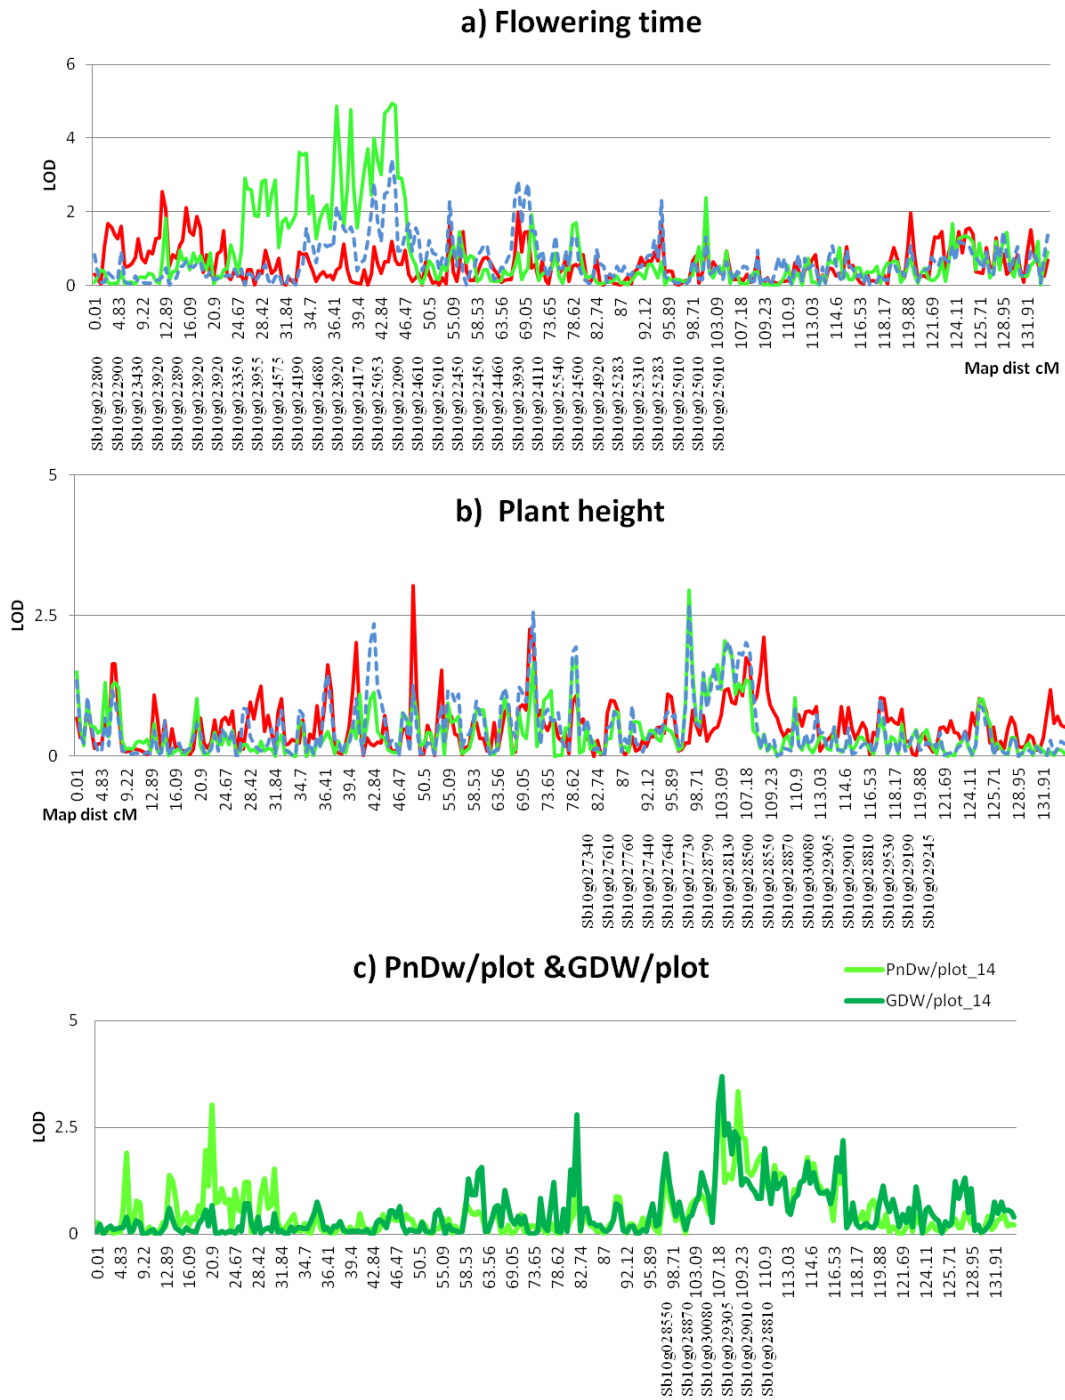 a) Flowering time
6
4
2
0
LOD
0.01 4.83 9.22 12.89 16.09 20.9 24.67 28.42 31.84 34.7 36.41 39.4 42.84 46.47 50.5 55.09 58.53 63.56 69.05 73.65 78.62 82.74 87 92.12 95.89 98.71 103.09 107.18 109.23 110.9 113.03 114.6 116.53 118.17 119.88 121.69 124.11 125.71 128.95 131.91
Map dist cM
Sb10g022800 Sb10g022900 Sb10g023430 Sb10g023920 Sb10g022890 Sb10g023920 Sb10g023350 Sb10g023955 Sb10g024575 Sb10g024190 Sb10g024680 Sb10g023920 Sb10g024170 Sb10g025053 Sb10g022090 Sb10g024610 Sb10g025010 Sb10g022450 Sb10g022450 Sb10g024460 Sb10g023930 Sb10g024110 Sb10g025540 Sb10g024500 Sb10g024920 Sb10g025283 Sb10g025310 Sb10g025283 Sb10g025010 Sb10g025010 Sb10g025010
b) Plant height
5
2.5
0
LOD
0.01 4.83 9.22 12.89 16.09 20.9 24.67 28.42 31.84 34.7 36.41 39.4 42.84 46.47 50.5 55.09 58.53 63.56 69.05 73.65 78.62 82.74 87 92.12 95.89 98.71 103.09 107.18 109.23 110.9 113.03 114.6 116.53 118.17 119.88 121.69 124.11 125.71 128.95 131.91
Map dist cM
Sb10g027340 Sb10g027610 Sb10g027760 Sb10g027440 Sb10g027640 Sb10g027730 Sb10g028790 Sb10g028130 Sb10g028500 Sb10g028550 Sb10g028870 Sb10g030080 Sb10g029305 Sb10g029010 Sb10g028810 Sb10g029530 Sb10g029190 Sb10g029245
c) PnDw/plot &GDW/plot
PnDw/plot_14
GDW/plot_14
5
2.5
0
LOD
0.01 4.83 9.22 12.89 16.09 20.9 24.67 28.42 31.84 34.7 36.41 39.4 42.84 46.47 50.5 55.09 58.53 63.56 69.05 73.65 78.62 82.74 87 92.12 95.89 98.71 103.09 107.18 109.23 110.9 113.03 114.6 116.53 118.17 119.88 121.69 124.11 125.71 128.95 131.91
Sb10g028550 Sb10g028870 Sb10g030080 Sb10g029305 Sb10g029010 Sb10g028810